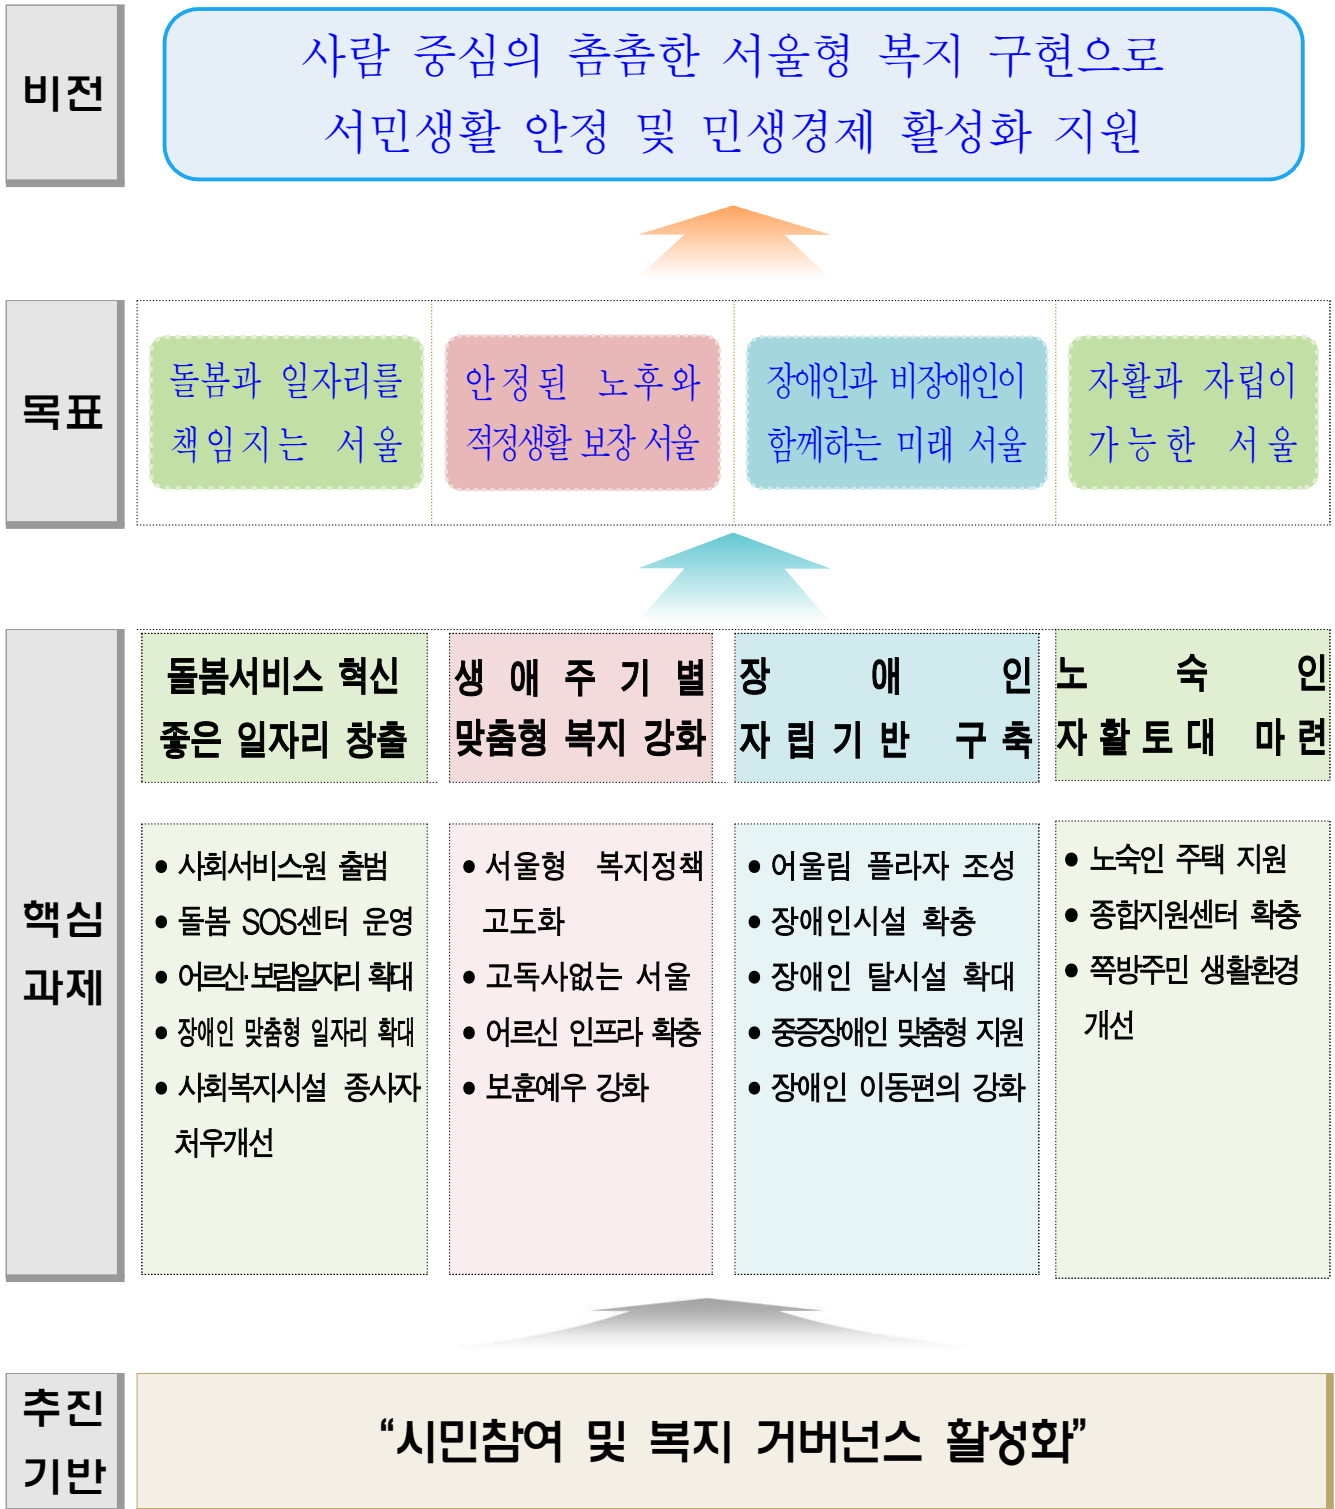 비전
사람 중심의 촘촘한 서울형 복지 구현으로
서민생활 안정 및 민생경제 활성화 지원
목표
돌봄과 일자리를
책임지는 서울
안정된 노후와
적정생활 보장 서울
장애인과 비장애인이
함께하는 미래 서울
자활과 자립이
가능한 서울
핵심
과제
돌봄서비스 혁신
좋은 일자리 창출
생애주기별
맞춤형 복지 강화
장애인
자립기반 구축
노숙인
자활토대 마련
● 사회서비스원 출범
● 돌봄 SOS센터 운영
● 어르신·보람일자리 확대
● 장애인 맞춤형 일자리 확대
● 사회복지시설 종사자
처우개선
● 서울형 복지정책
고도화
● 고독사없는 서울
● 어르신 인프라 확충
● 보훈예우 강화
● 어울림 플라자 조성
● 장애인시설 확충
● 장애인 탈시설 확대
● 중증장애인 맞춤형 지원
● 장애인 이동편의 강화
● 노숙인 주택 지원
● 종합지원센터 확충
● 쪽방주민 생활환경
개선
추진
기반
“시민참여 및 복지 거버넌스 활성화”